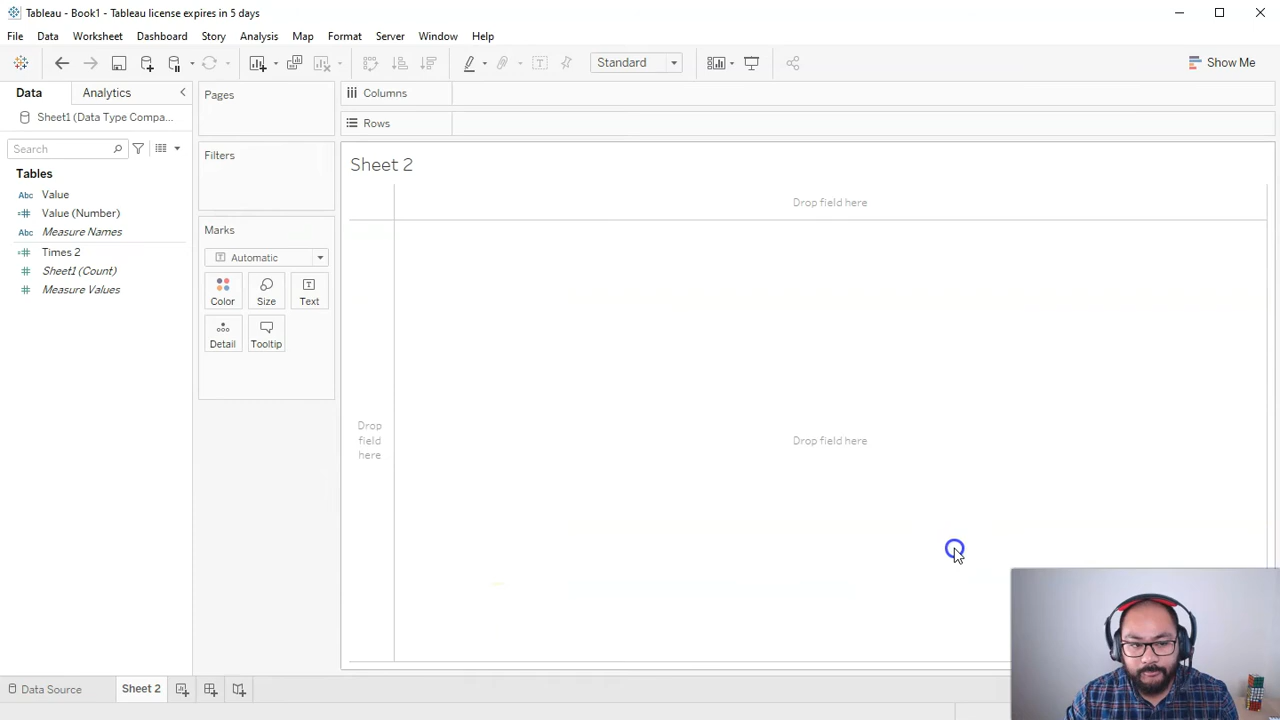 Tableau - Book1 - Tableau license expires in 5 days
File Data Worksheet Dashboard Story Analysis Map Format Server Window Help
Standard
Show Me
Data Analytics
Sheet1 (Data Type Compa...
Search
Tables
Abc Value
Value (Number)
Abc Measure Names
Times 2
Sheet1 (Count)
Measure Values
Pages
Filters
Marks
Automatic
Color Size Text
Detail Tooltip
Columns
Rows
Sheet 2
Drop field here
Drop
field
here
Drop field here
Data Source Sheet 2